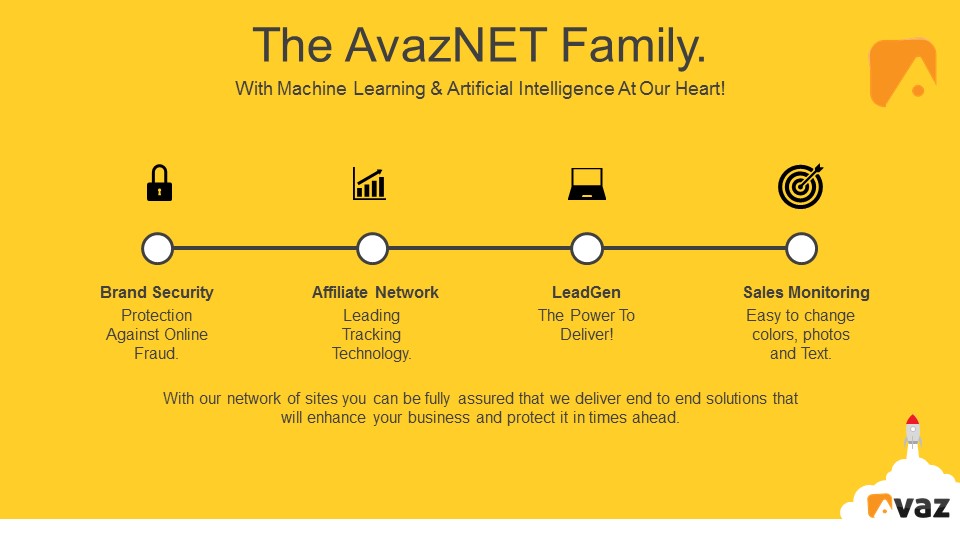 The AvazNET Family.
With Machine Learning & Artificial Intelligence At Our Heart!
Brand Security
Protection
Against Online
Fraud.
Affiliate Network
Leading
Tracking
Technology.
LeadGen
The Power To
Deliver!
Sales Monitoring
Easy to change
colors, photos
and Text.
With our network of sites you can be fully assured that we deliver end to end solutions that
will enhance your business and protect it in times ahead.
Avaz